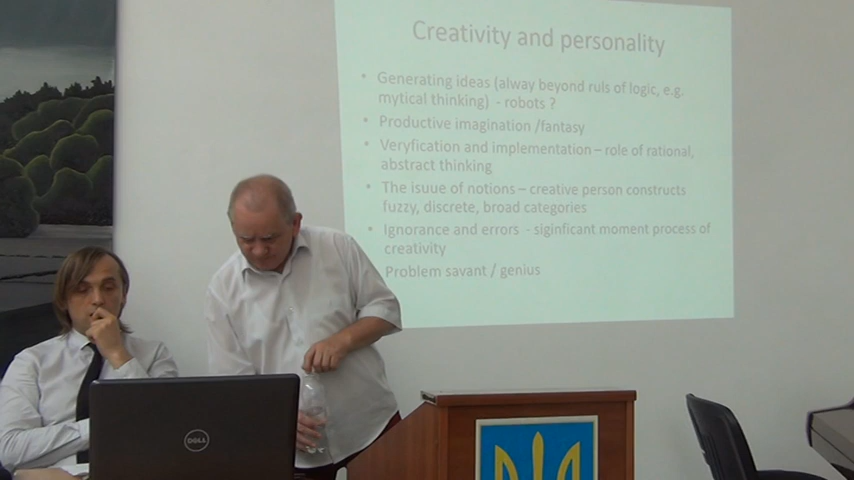 Creativity and personality
• Generating ideas (alway beyond ruls of logic, e.g.
mytical thinking) - robots ?
• Productive imagination /fantasy
• Veryfication and implementation – role of rational,
abstract thinking
• The isuue of notions – creative person constructs
fuzzy, discrete, broad categories
• Ignorance and errors - siginficant moment process of
creativity
Problem savant / genius
DELL